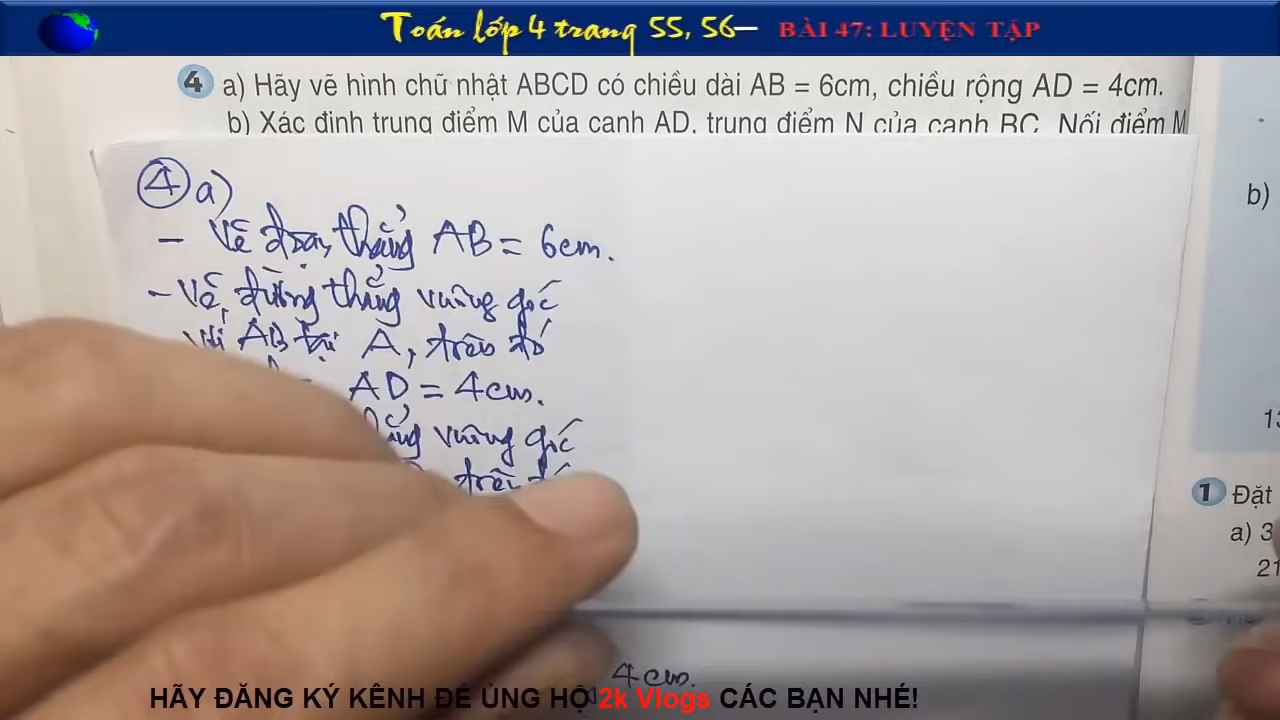 Toán lớp 4 trang 55, 56— BÀI 47: LUYỆN TẬP
4 a) Hãy vẽ hình chữ nhật ABCD có chiều dài AB = 6cm, chiều rộng AD = 4cm.
b) Xác định trung điểm M của cạnh AD, trung điểm N của cạnh BC. Nối điểm M
b)
4 a)
- Vẽ đoạn thẳng AB = 6cm.
- Vẽ đường thẳng vuông góc
với AB tại A, trên đó
AD = 4cm.
vuông góc
trên đó
1 Đặt
a) 3
21
4cm.
HÃY ĐĂNG KÝ KÊNH ĐỂ ỦNG HỘ 2k Vlogs CÁC BẠN NHÉ!